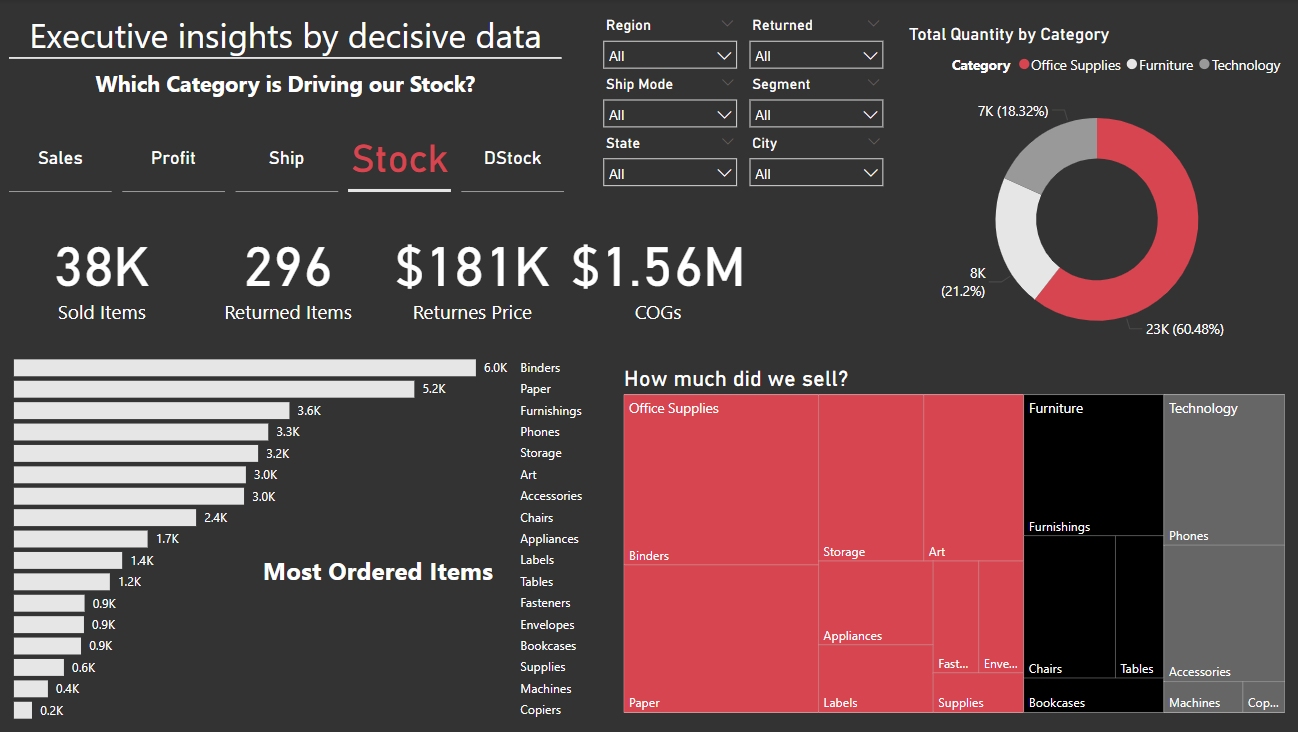 Executive insights by decisive data
Which Category is Driving our Stock?
Sales
Profit
Ship
Stock
DStock
Region
All
Returned
All
Ship Mode
All
Segment
All
State
All
City
All
Total Quantity by Category
Category Office Supplies Furniture Technology
7K (18.32%)
8K
(21.2%)
23K (60.48%)
38K
Sold Items
296
Returned Items
$181K
Returnes Price
$1.56M
COGs
6.0K Binders
5.2K Paper
3.6K Furnishings
3.3K Phones
3.2K Storage
3.0K Art
3.0K Accessories
2.4K Chairs
1.7K Appliances
1.4K Labels
1.2K Tables
0.9K Fasteners
0.9K Envelopes
0.9K Bookcases
0.6K Supplies
0.4K Machines
0.2K Copiers
Most Ordered Items
How much did we sell?
Office Supplies
Binders
Paper
Storage
Art
Appliances
Labels
Fast...
Enve...
Supplies
Furniture
Furnishings
Chairs
Tables
Bookcases
Technology
Phones
Accessories
Machines
Cop...